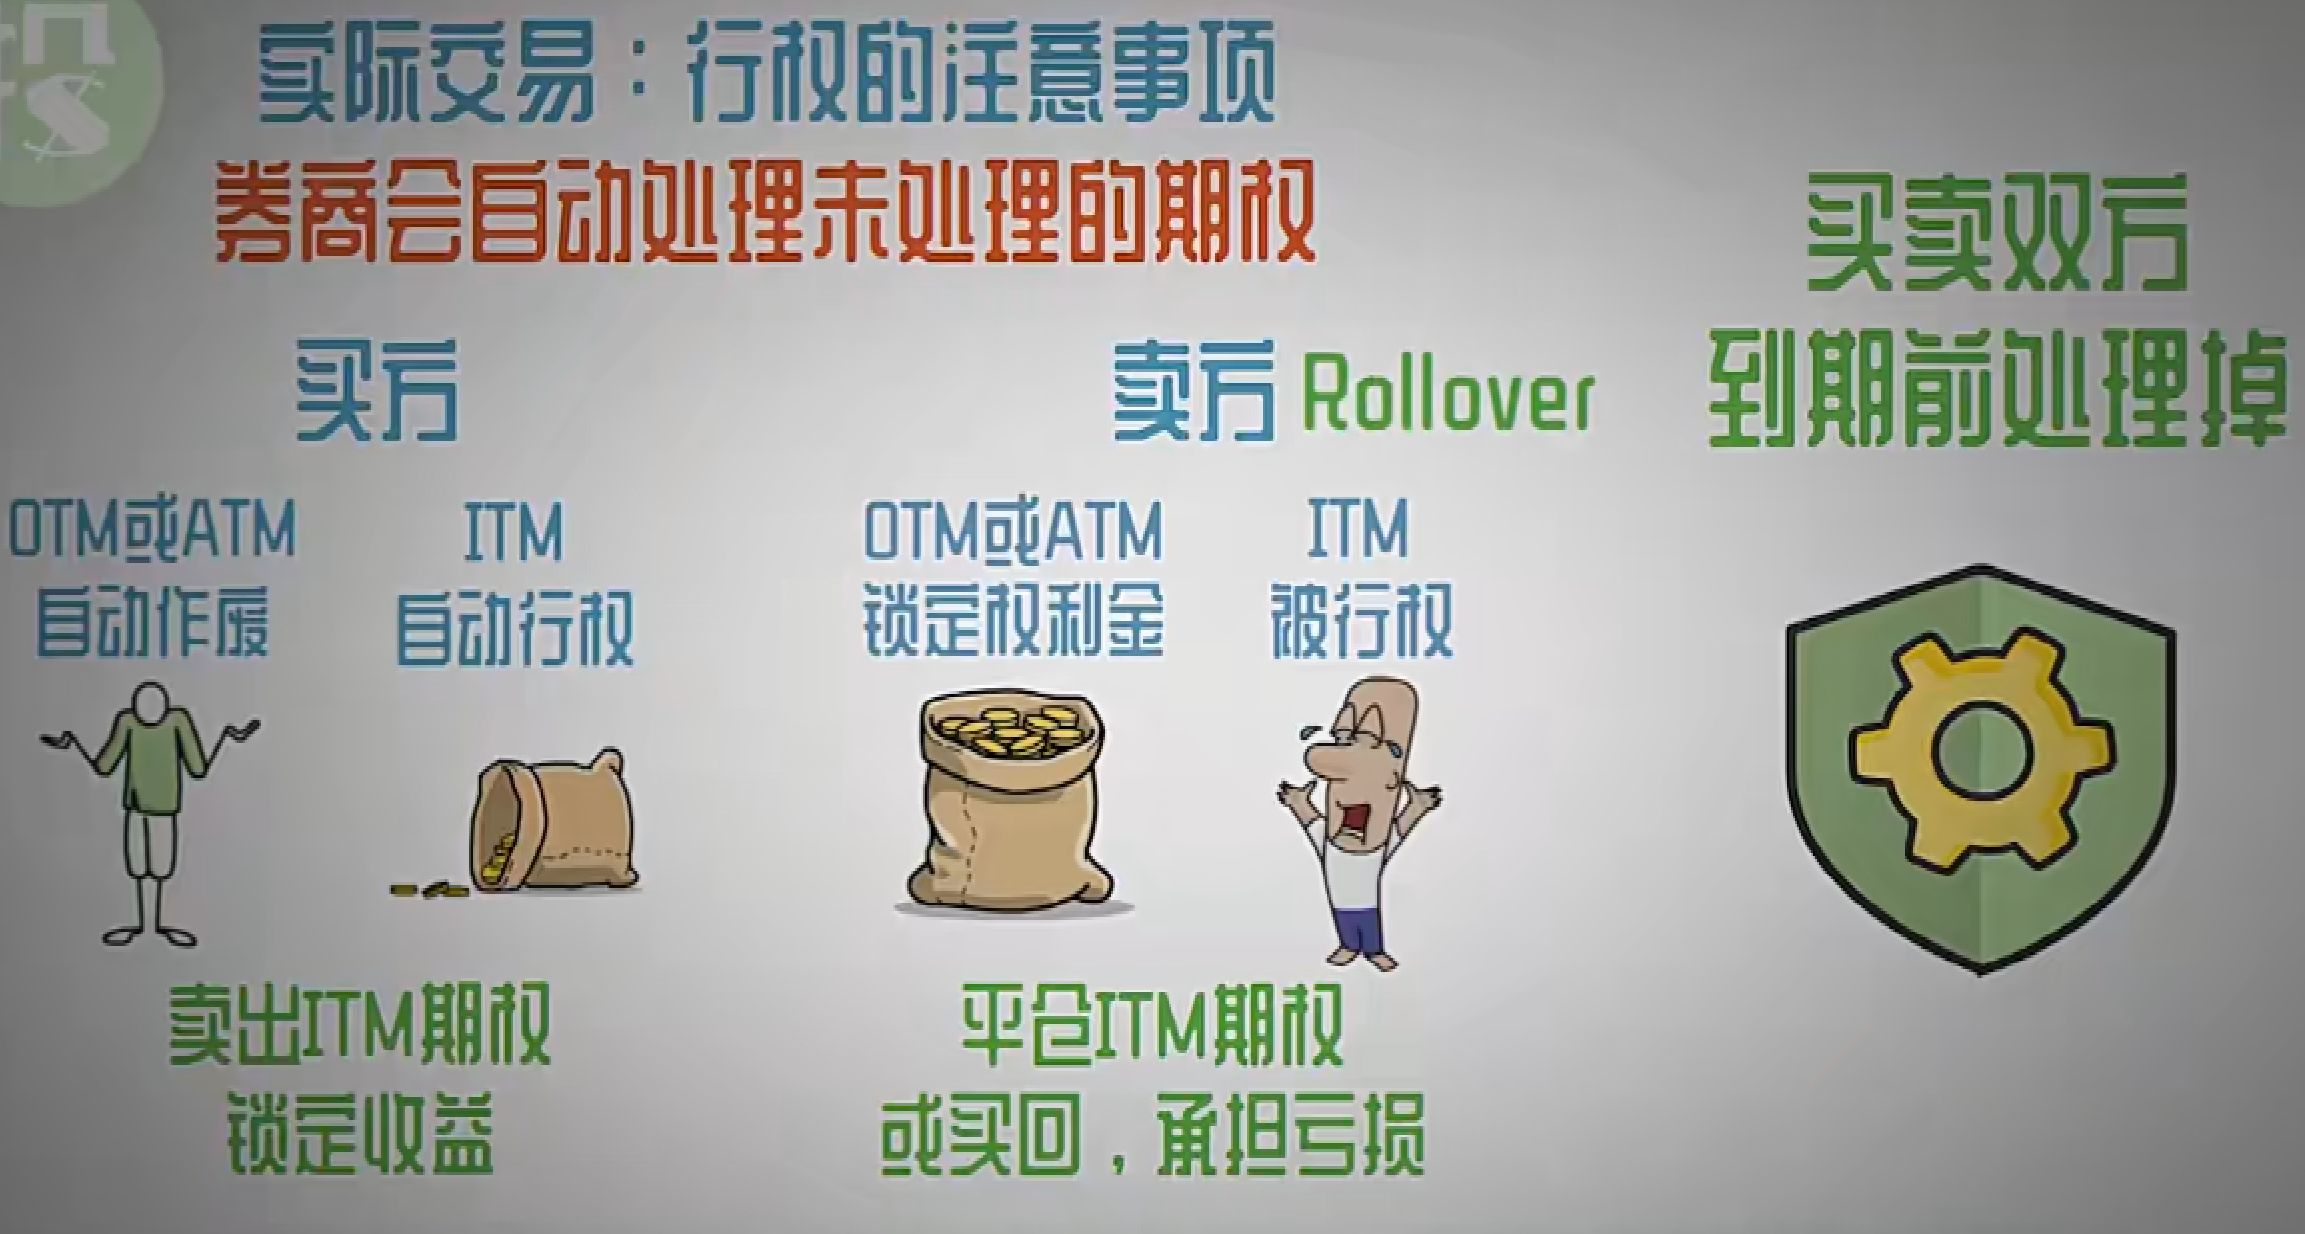 实际交易：行权的注意事项
券商会自动处理未处理的期权
买卖双方
到期前处理掉
买方
卖方 Rollover
OTM或ATM
自动作废
ITM
自动行权
OTM或ATM
锁定权利金
ITM
被行权
卖出ITM期权
锁定收益
平仓ITM期权
或买回，承担亏损